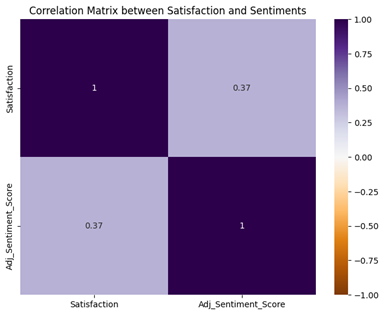 Correlation Matrix between Satisfaction and Sentiments
Satisfaction
Adj_Sentiment_Score
1
0.37
0.37
1
Satisfaction
Adj_Sentiment_Score
1.00
0.75
0.50
0.25
0.00
−0.25
−0.50
−0.75
−1.00